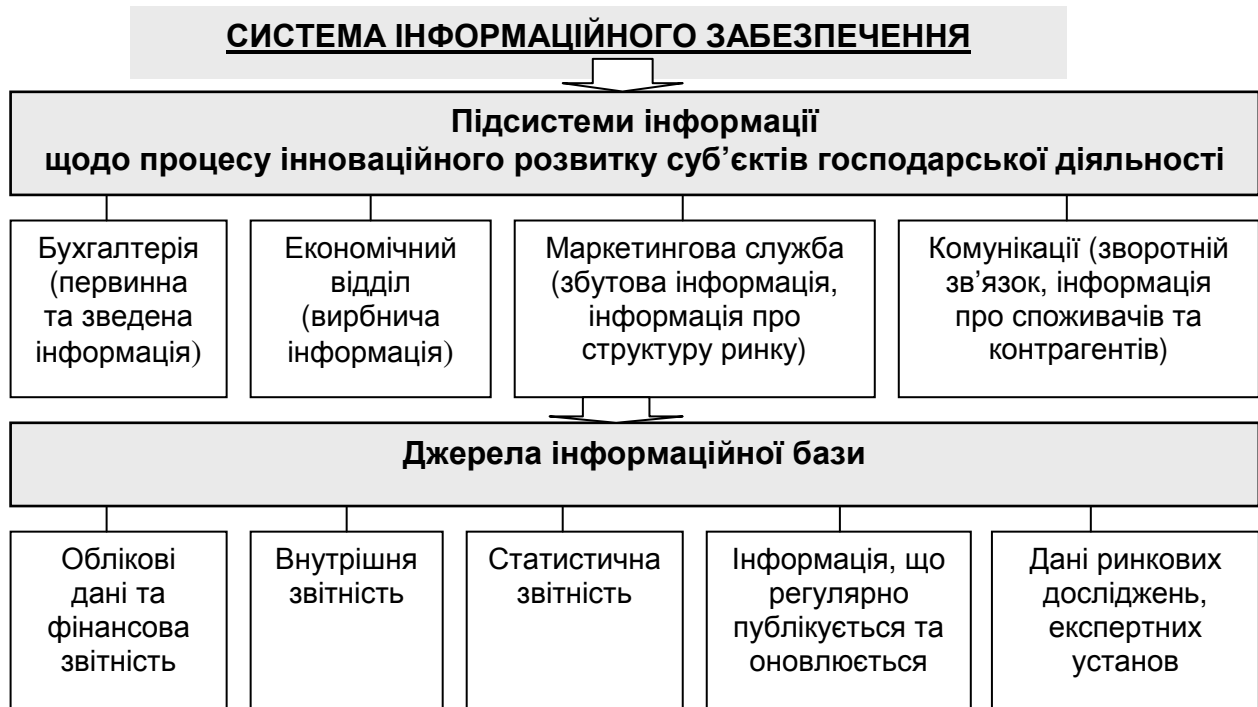 СИСТЕМА ІНФОРМАЦІЙНОГО ЗАБЕЗПЕЧЕННЯ
Підсистеми інформації
щодо процесу інноваційного розвитку суб’єктів господарської діяльності
Бухгалтерія
(первинна
та зведена
інформація)
Економічний
відділ
(вирбнича
інформація)
Маркетингова служба
(збутова інформація,
інформація про
структуру ринку)
Комунікації (зворотній
зв’язок, інформація
про споживачів та
контрагентів)
Джерела інформаційної бази
Облікові
дані та
фінансова
звітність
Внутрішня
звітність
Статистична
звітність
Інформація, що
регулярно
публікується та
оновлюється
Дані ринкових
досліджень,
експертних
установ